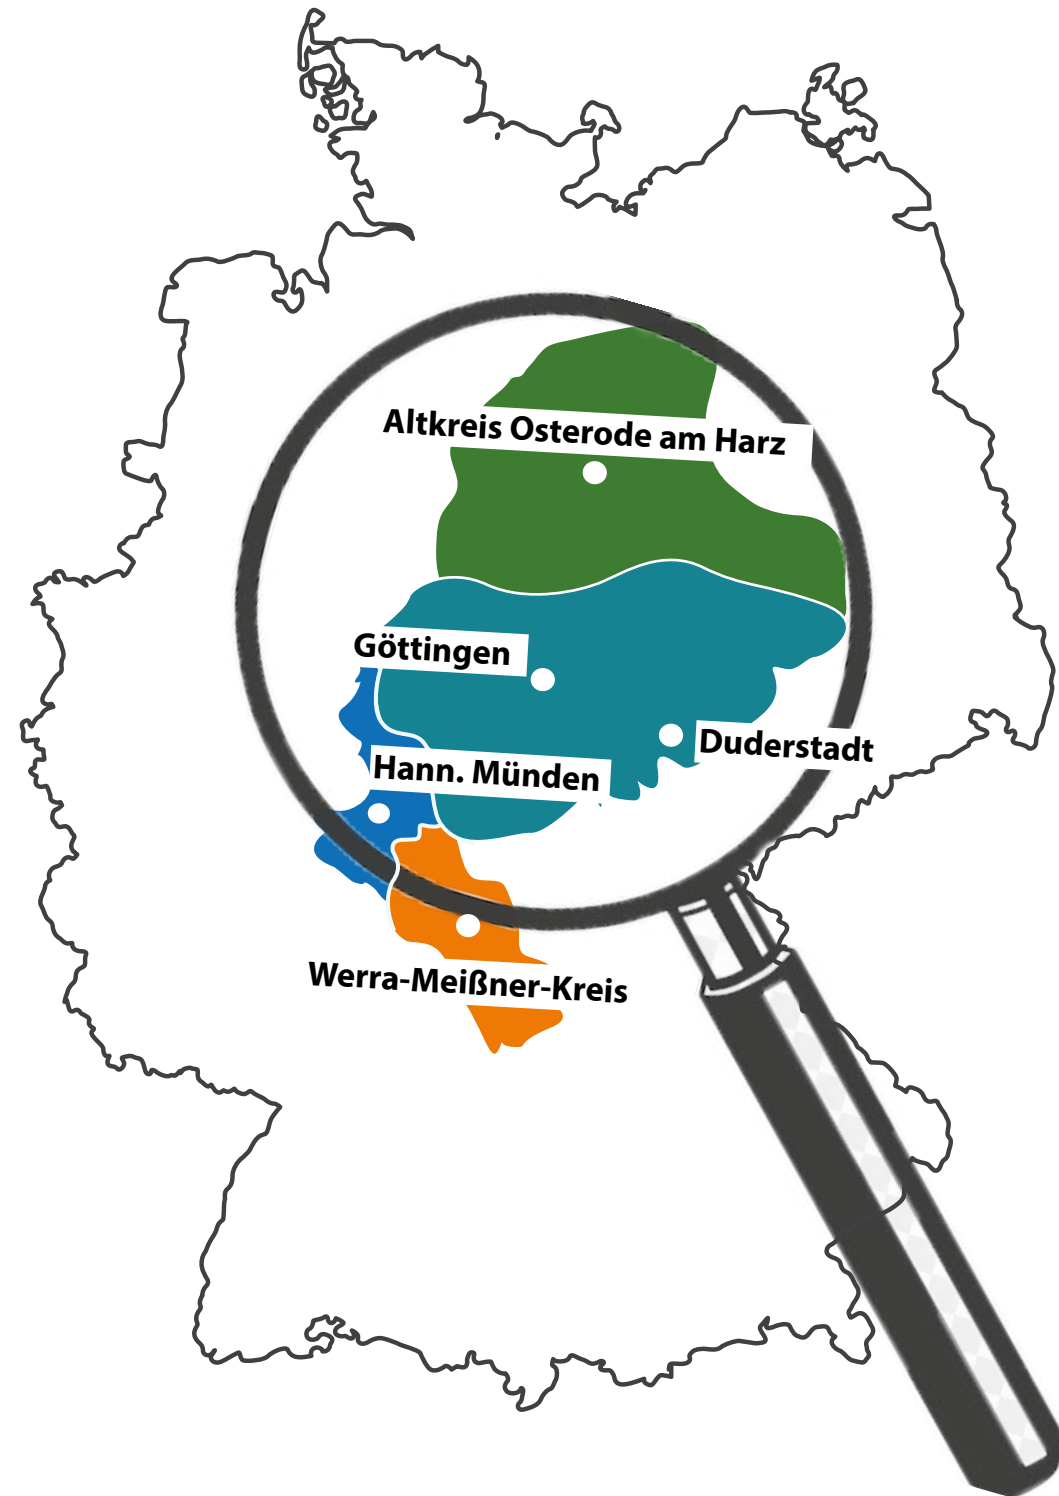 Altkreis Osterode am Harz
Göttingen
Duderstadt
Hann. Münden
Werra-Meißner-Kreis